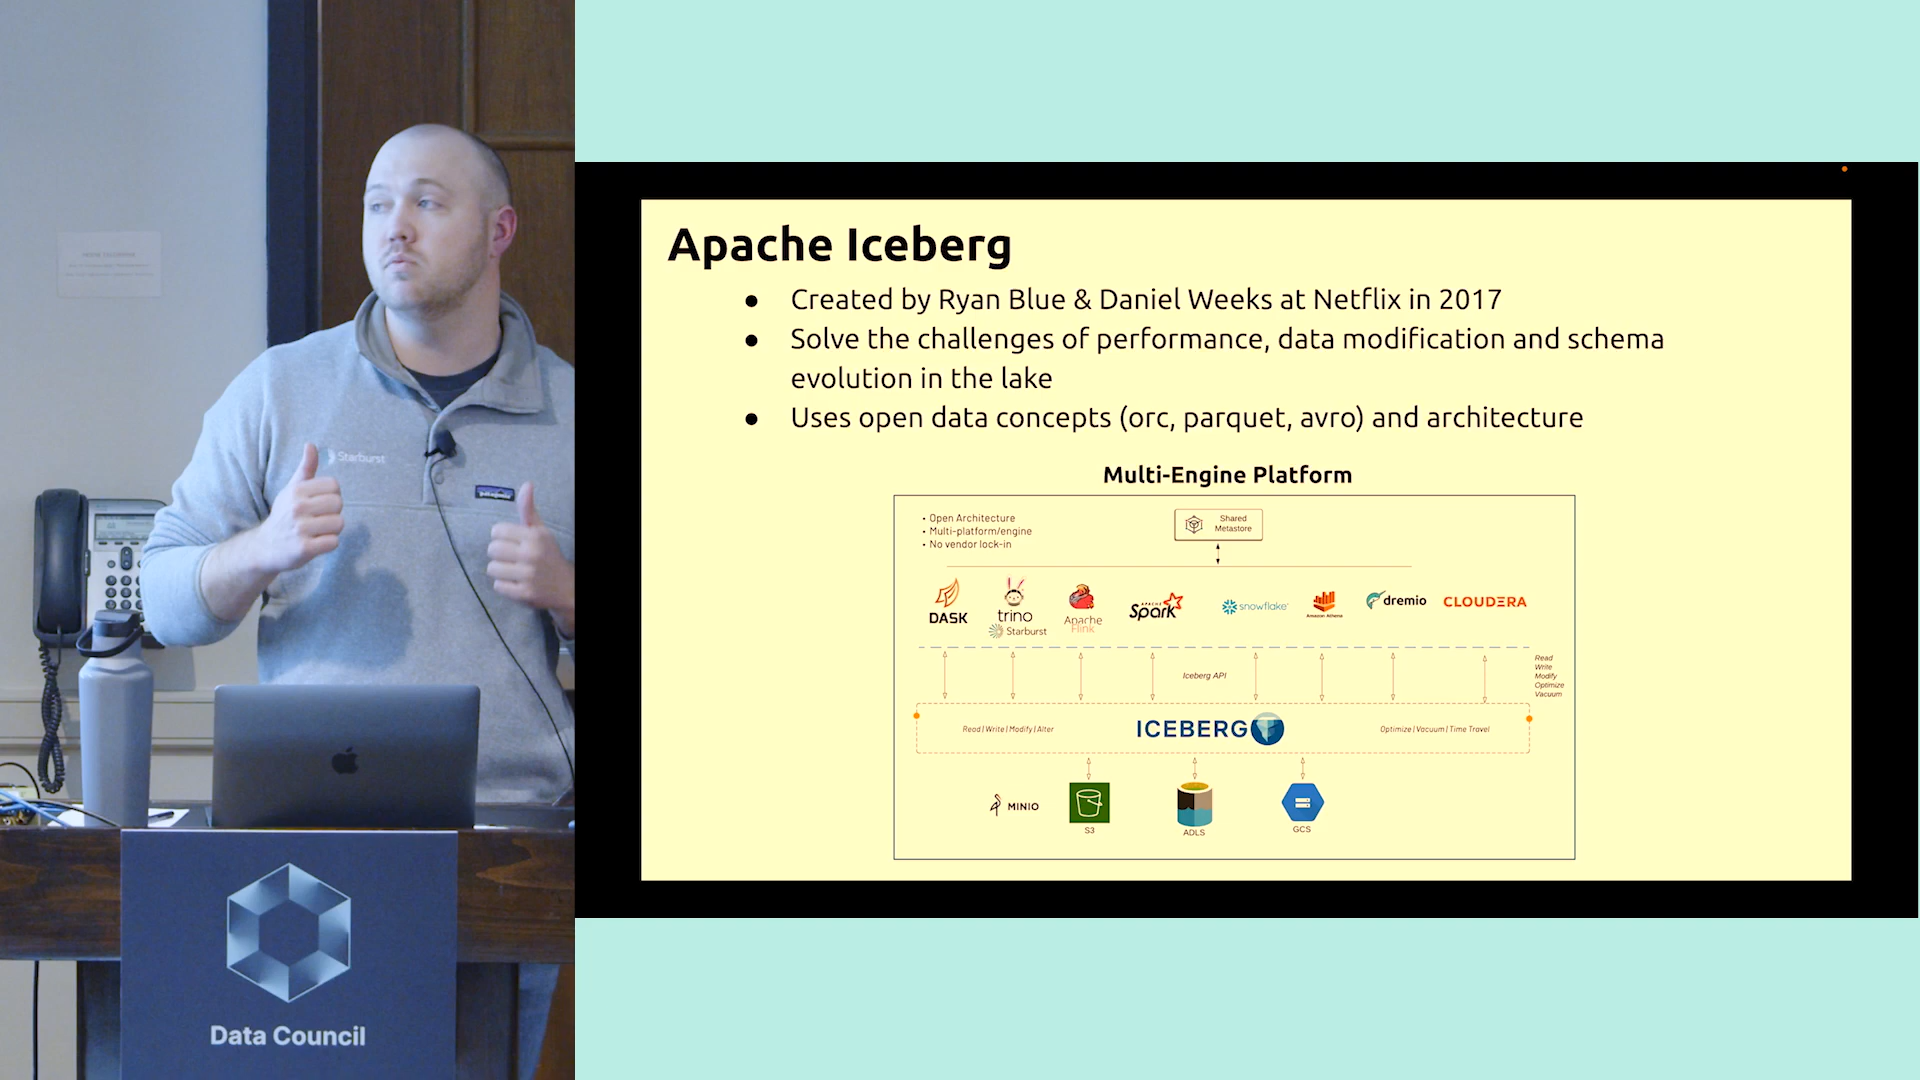 Starburst
patagonia
Data Council
Apache Iceberg
● Created by Ryan Blue & Daniel Weeks at Netflix in 2017
● Solve the challenges of performance, data modification and schema
evolution in the lake
● Uses open data concepts (orc, parquet, avro) and architecture
Multi-Engine Platform
• Open Architecture
• Multi-platform/engine
• No vendor lock-in
Shared
Metastore
DASK
trino
Starburst
Apache
Flink
APACHE
Spark
snowflake
Amazon Athena
dremio
CLOUDERA
Iceberg API
Read
Write
Modify
Optimize
Vacuum
Read | Write | Modify | Alter
ICEBERG
Optimize | Vacuum | Time Travel
MINIO
S3
ADLS
GCS